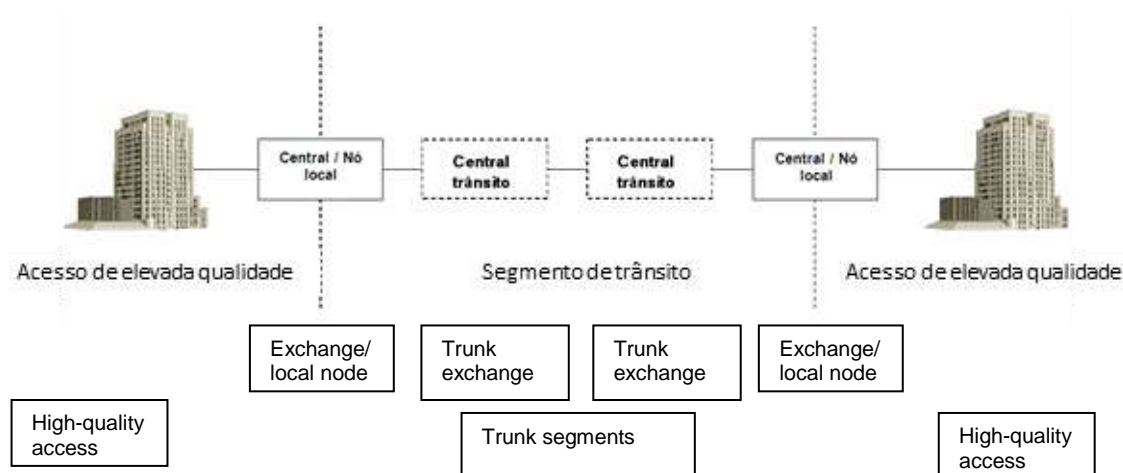 Central / Nó
local
Central
trânsito
Central
trânsito
Central / Nó
local
Acesso de elevada qualidade
Segmento de trânsito
Acesso de elevada qualidade
Exchange/
local node
Trunk
exchange
Trunk
exchange
Exchange/
local node
High-quality
access
Trunk segments
High-quality
access